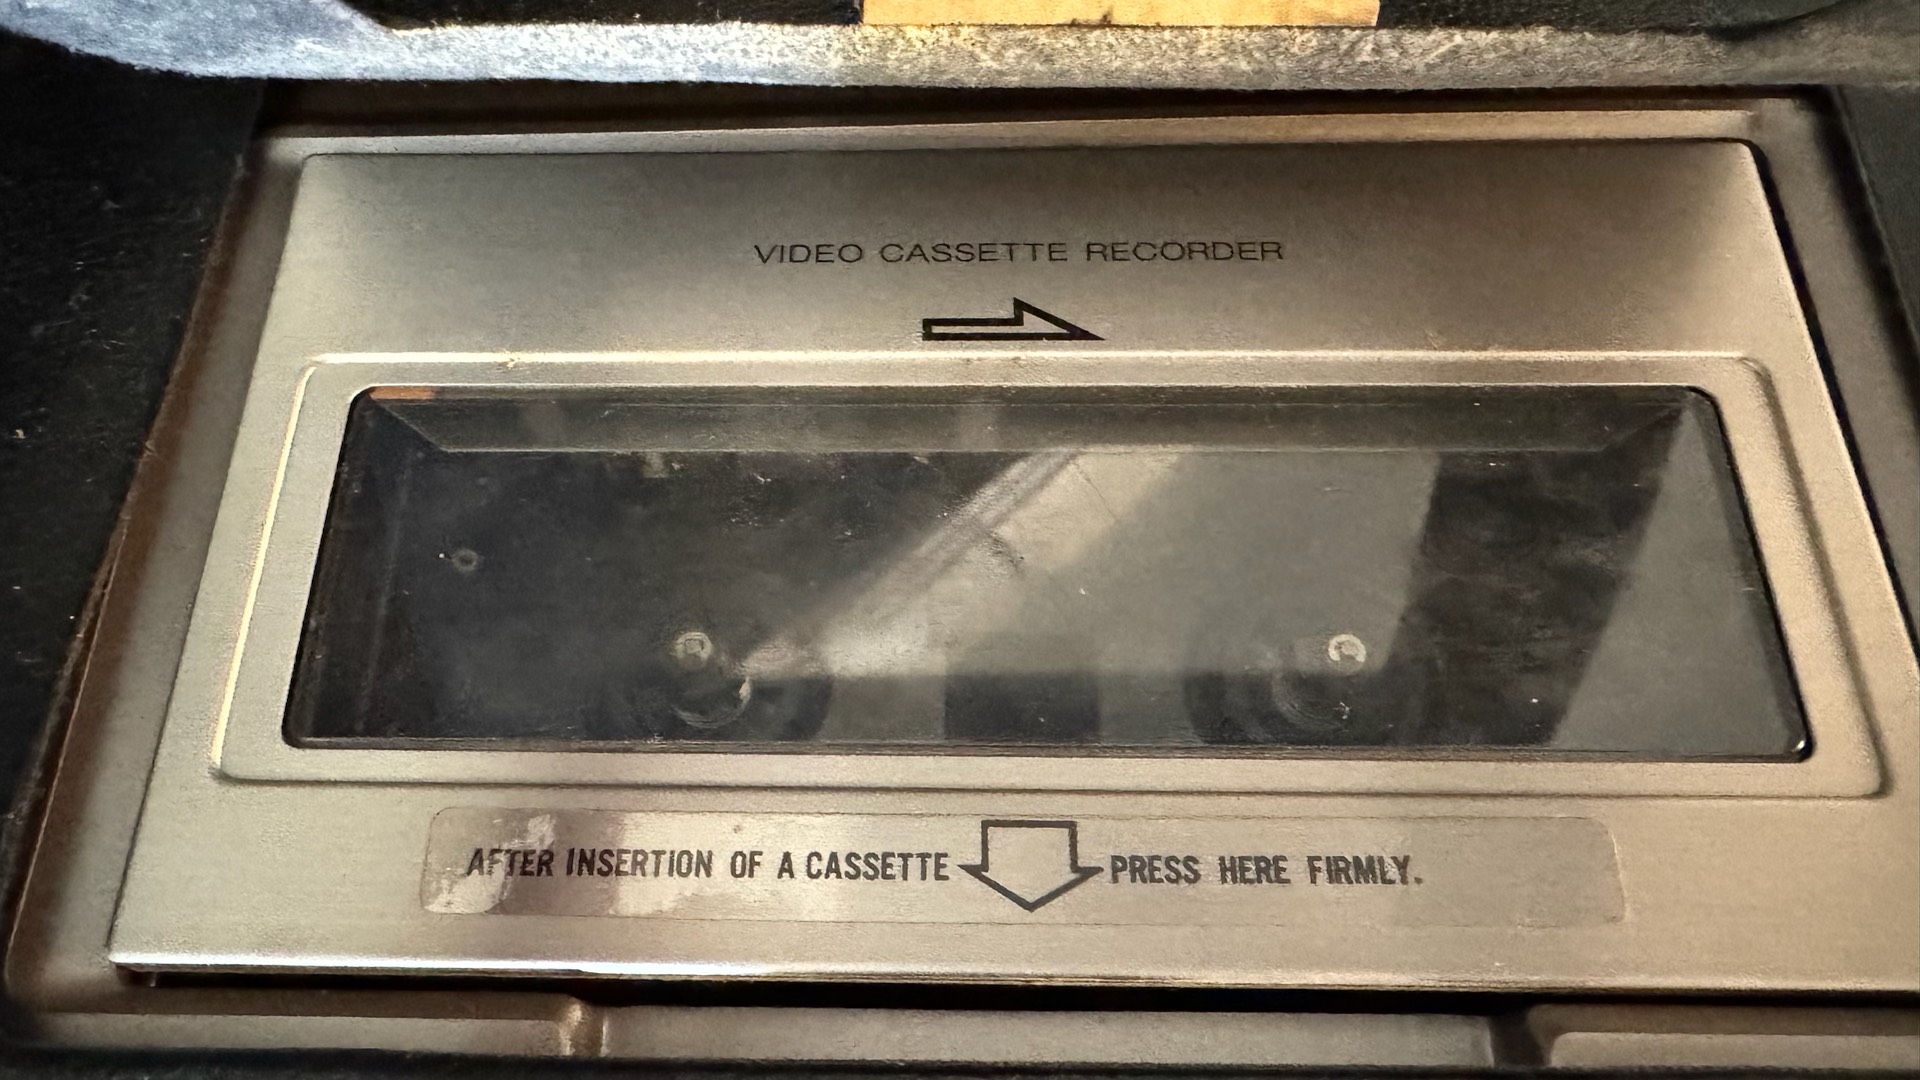 VIDEO CASSETTE RECORDER
AFTER INSERTION OF A CASSETTE PRESS HERE FIRMLY.